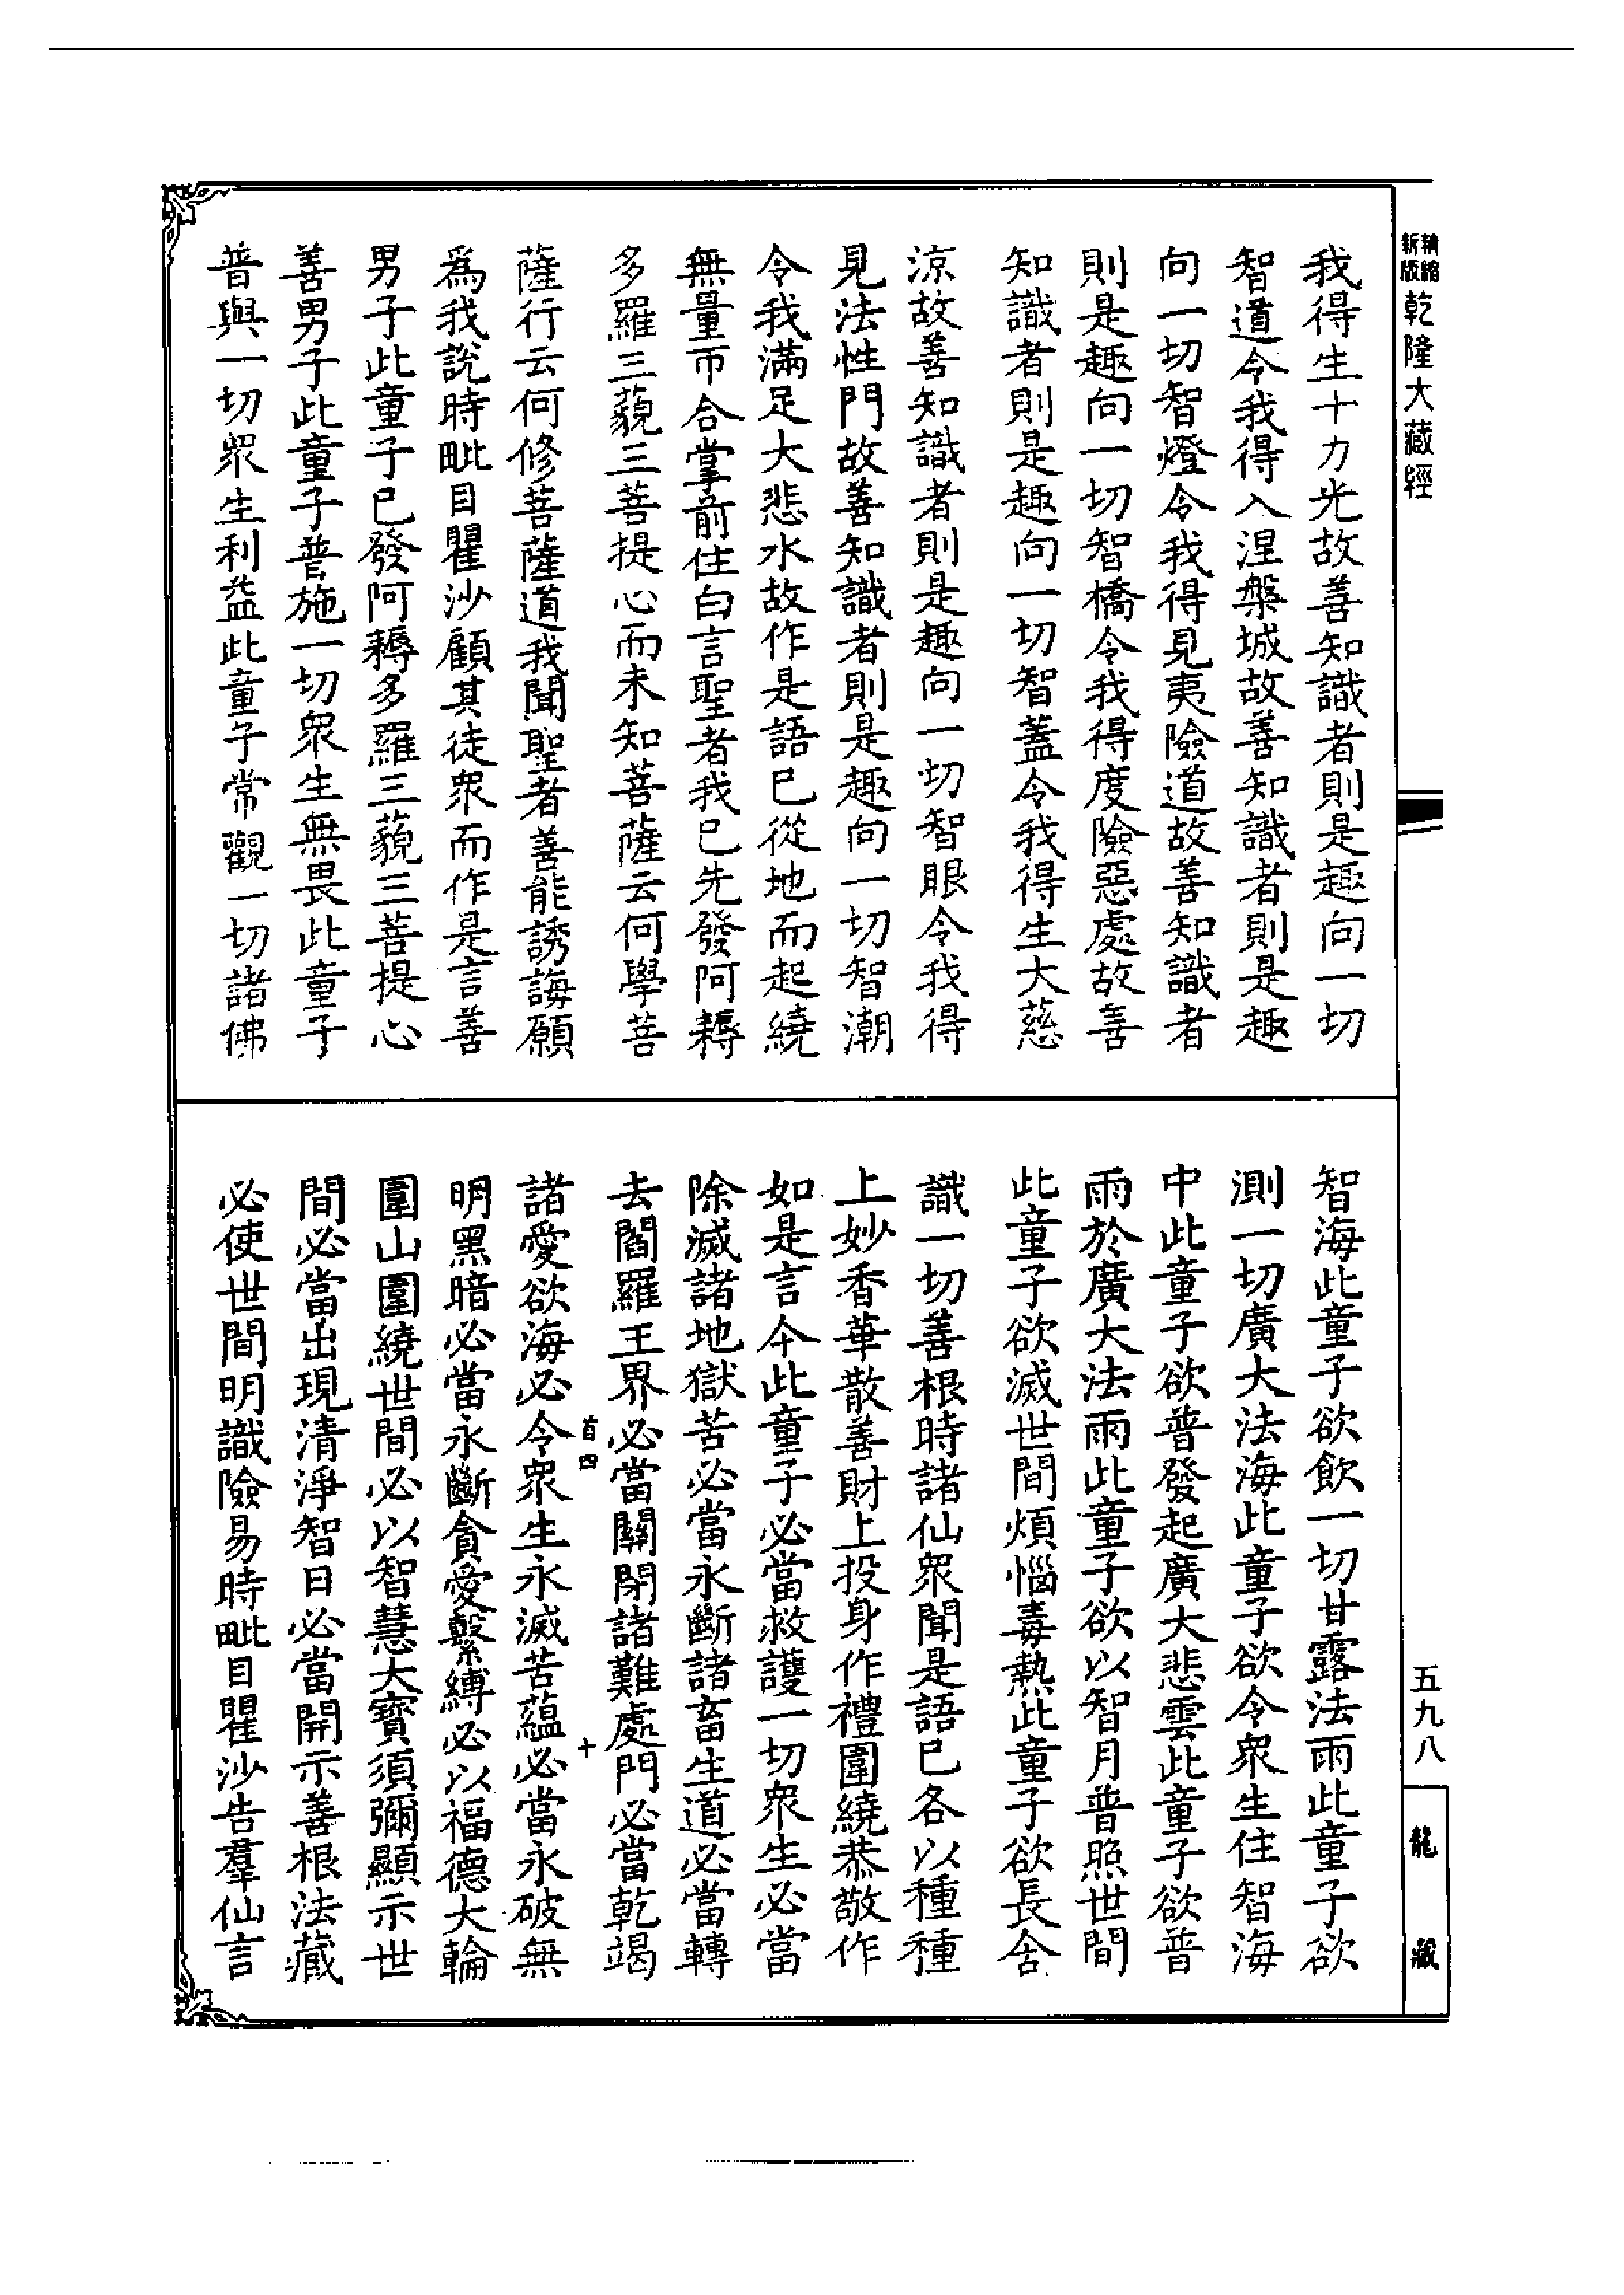 精縮新版乾隆大藏經
我得生十力光故善知識者則是趣向一切
智道令我得入涅槃城故善知識者則是趣
向一切智燈令我得見夷險道故善知識者
則是趣向一切智橋令我得度險惡處故善
知識者則是趣向一切智蓋令我得生大慈
涼故善知識者則是趣向一切智眼令我得
見法性門故善知識者則是趣向一切智潮
令我滿足大悲水故作是語已從地而起繞
無量帀合掌前住白言聖者我已先發阿耨
多羅三藐三菩提心而未知菩薩云何學菩
薩行云何修菩薩道我聞聖者善能誘誨願
為我說時毗目瞿沙顧其徒衆而作是言善
男子此童子已發阿耨多羅三藐三菩提心
善男子此童子普施一切衆生無畏此童子
普與一切衆生利益此童子常觀一切諸佛
智海此童子欲飲一切甘露法雨此童子欲
測一切廣大法海此童子欲令衆生住智海
中此童子欲普發起廣大悲雲此童子欲普
雨於廣大法雨此童子欲以智月普照世間
此童子欲滅世間煩惱毒熱此童子欲長含
識一切善根時諸仙衆聞是語已各以種種
上妙香華散善財上投身作禮圍繞恭敬作
如是言今此童子必當救護一切衆生必當
除滅諸地獄苦必當永斷諸畜生道必當轉
去閻羅王界必當關閉諸難處門必當乾竭
首四 十
諸愛欲海必令衆生永滅苦蘊必當永破無
明黑暗必當永斷貪愛繫縛必以福德大輪
圍山圍繞世間必以智慧大寶須彌顯示世
間必當出現清淨智日必當開示善根法藏
必使世間明識險易時毗目瞿沙告羣仙言
五九八
龍藏